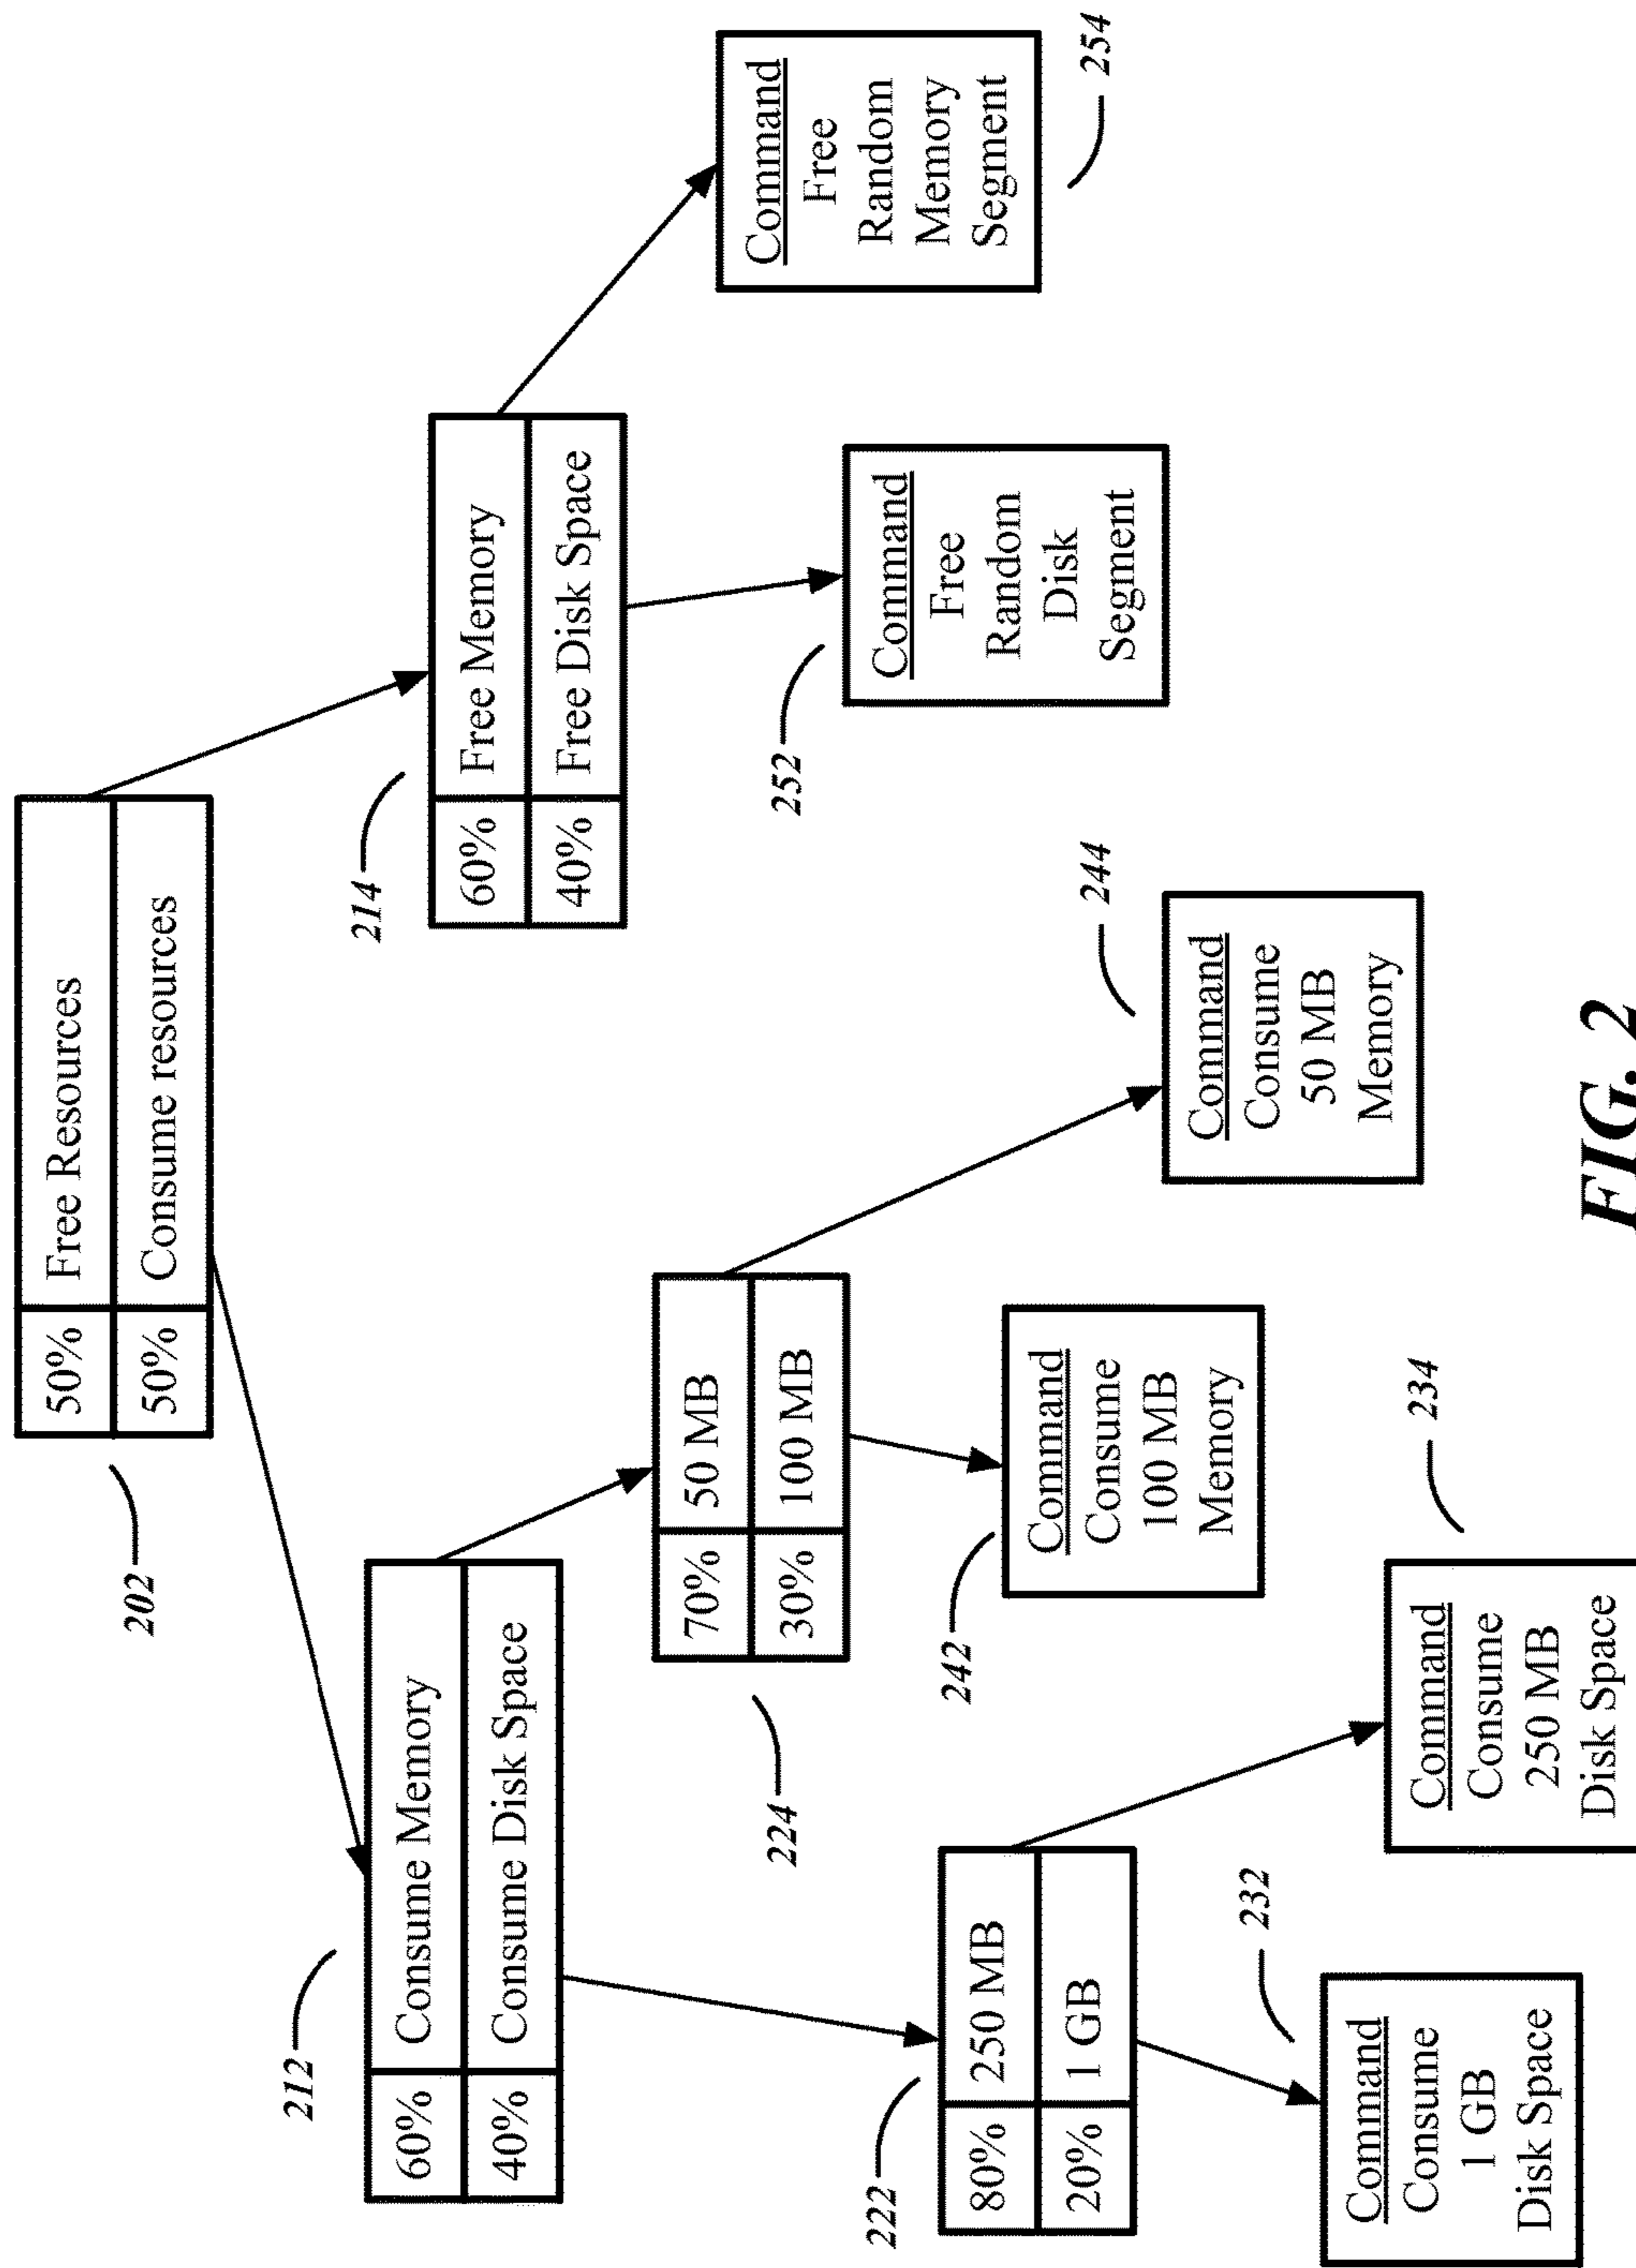 50% Free Resources
50% Consume resources
202
212
60% Consume Memory
40% Consume Disk Space
214
60% Free Memory
40% Free Disk Space
224
70% 50 MB
30% 100 MB
222
80% 250 MB
20% 1 GB
252
Command
Free
Random
Disk
Segment
Command
Free
Random
Memory
Segment
254
242
Command
Consume
100 MB
Memory
244
Command
Consume
50 MB
Memory
232
Command
Consume
1 GB
Disk Space
234
Command
Consume
250 MB
Disk Space
FIG. 2